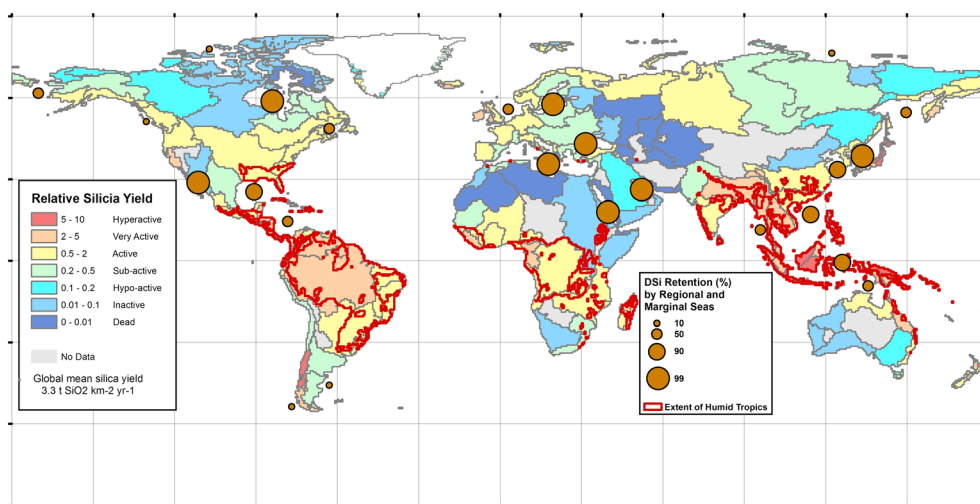 Relative Silicia Yield
5 - 10 Hyperactive
2 - 5 Very Active
0.5 - 2 Active
0.2 - 0.5 Sub-active
0.1 - 0.2 Hypo-active
0.01 - 0.1 Inactive
0 - 0.01 Dead
No Data
Global mean silica yield
3.3 t SiO2 km-2 yr-1
DSi Retention (%)
by Regional and
Marginal Seas
10
50
90
99
Extent of Humid Tropics